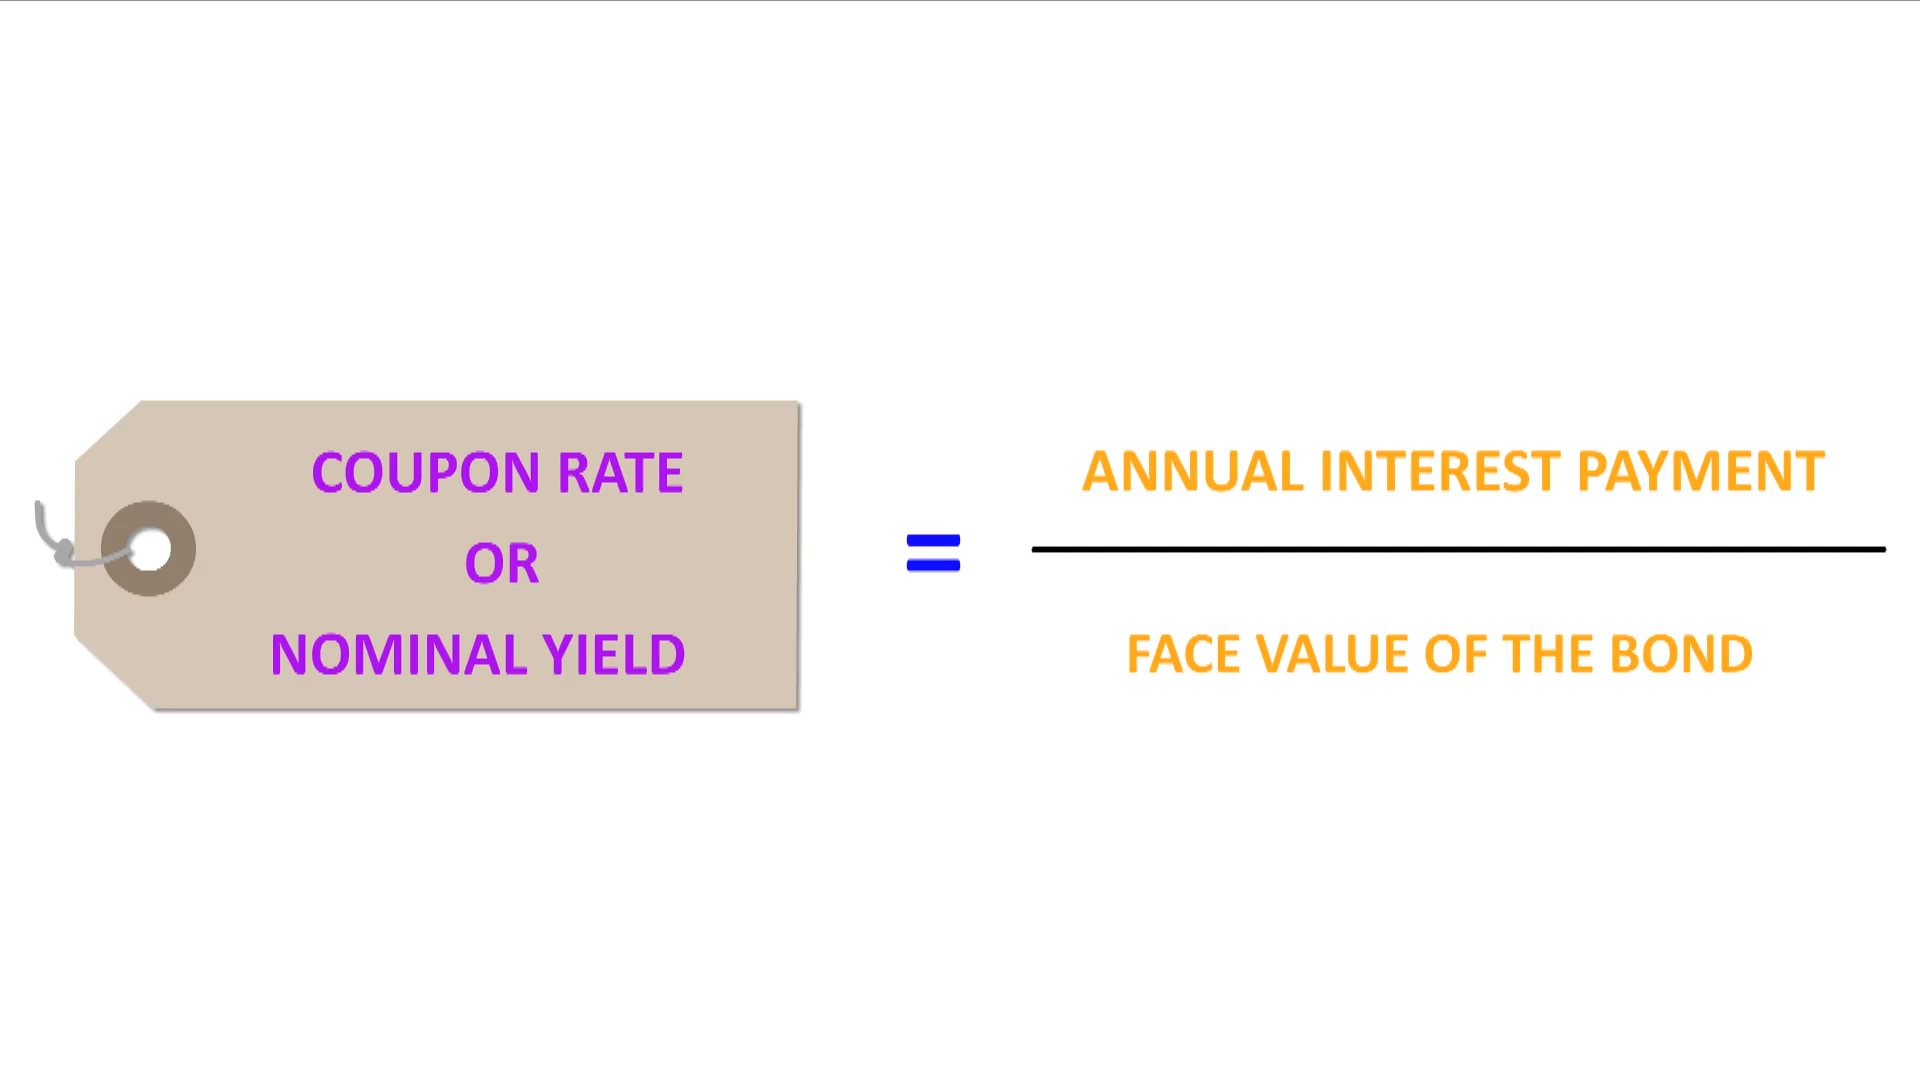 COUPON RATE
OR
NOMINAL YIELD
=
ANNUAL INTEREST PAYMENT
FACE VALUE OF THE BOND